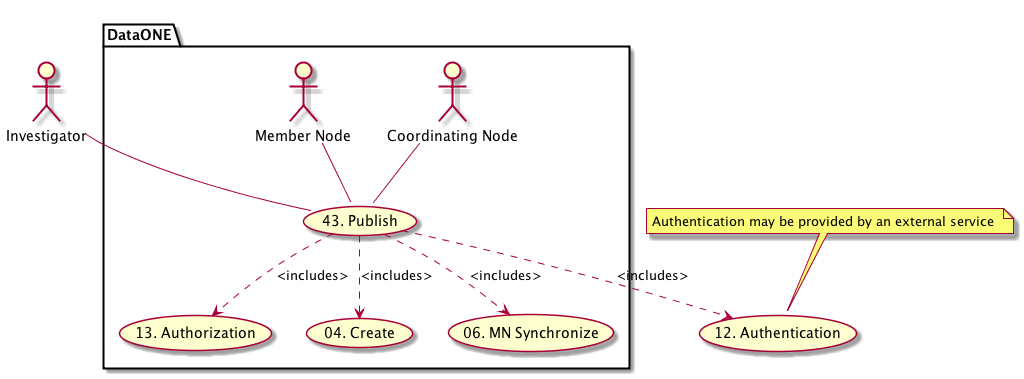 DataONE
Investigator
Member Node
Coordinating Node
43. Publish
Authentication may be provided by an external service
<includes>
<includes>
<includes>
<includes>
13. Authorization
04. Create
06. MN Synchronize
12. Authentication